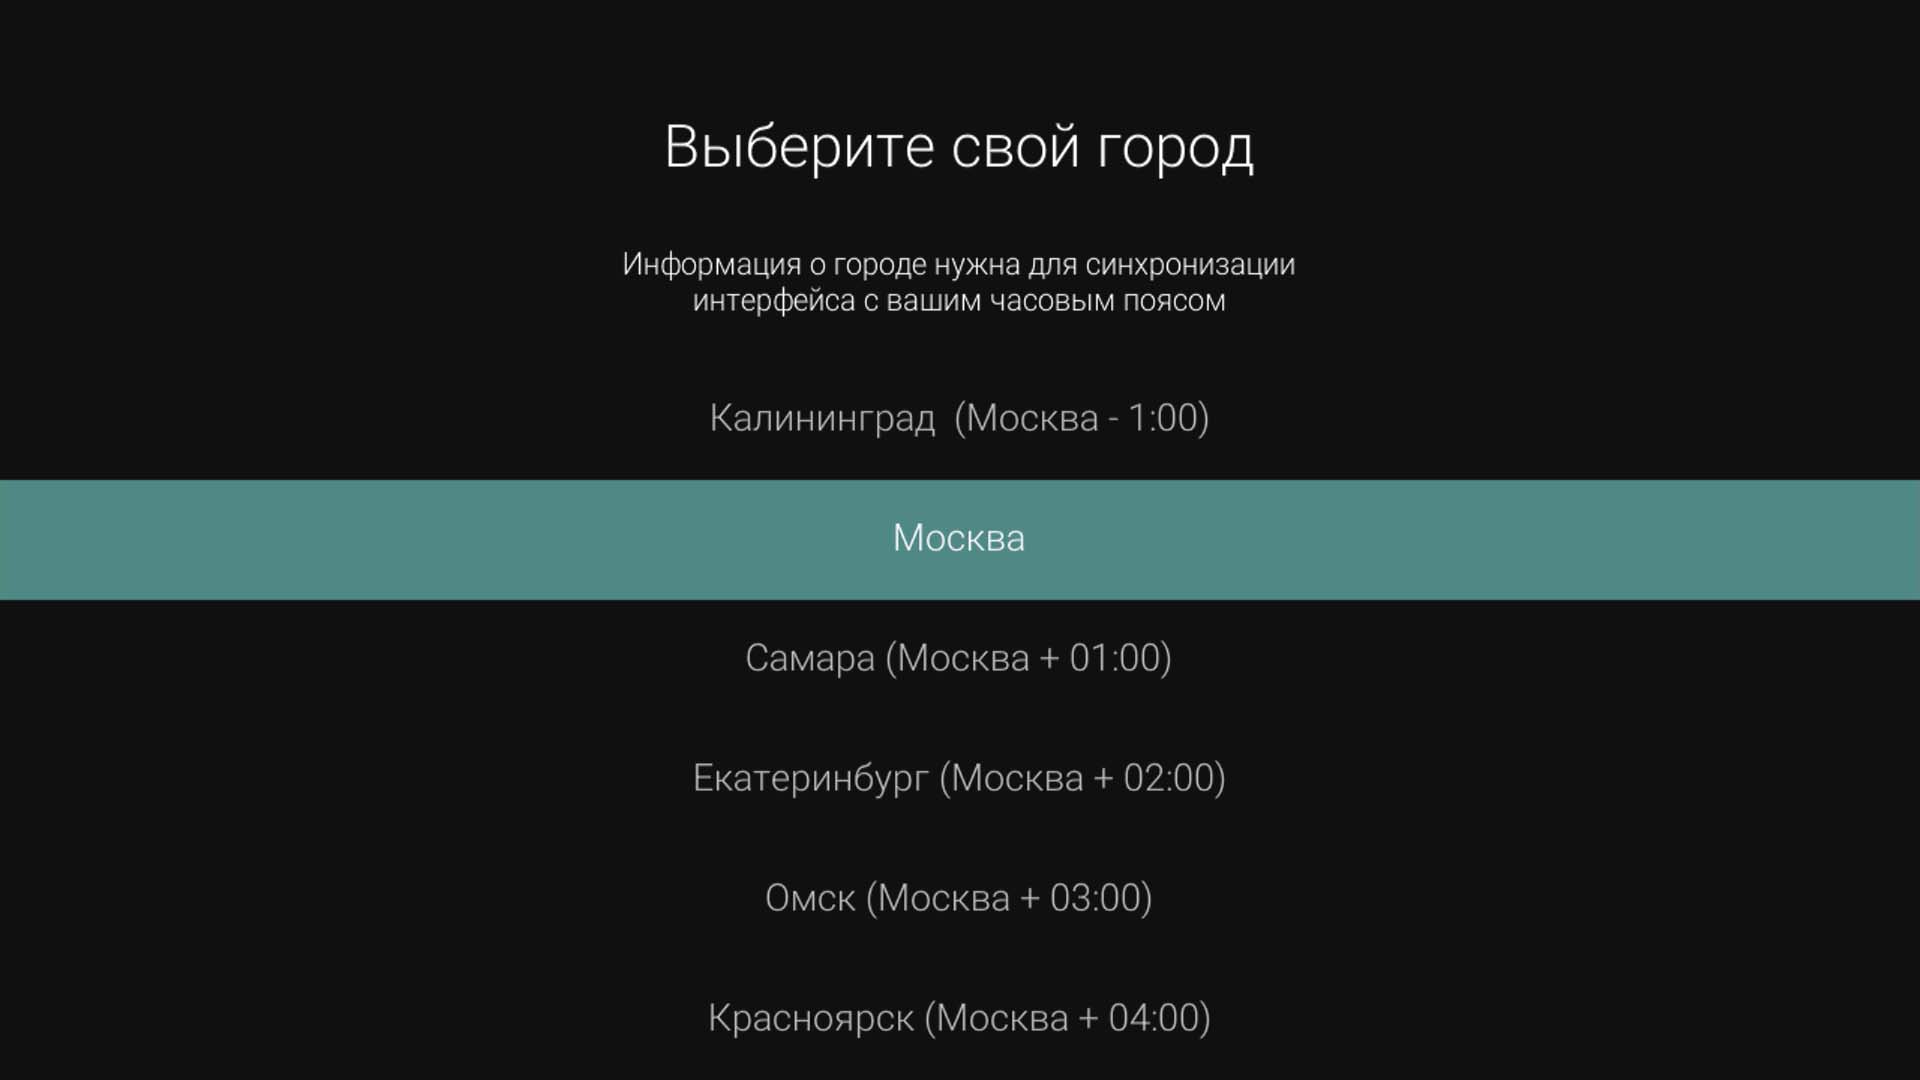 Выберите свой город
Информация о городе нужна для синхронизации
интерфейса с вашим часовым поясом
Калининград  (Москва - 1:00)
Москва
Самара (Москва + 01:00)
Екатеринбург (Москва + 02:00)
Омск (Москва + 03:00)
Красноярск (Москва + 04:00)